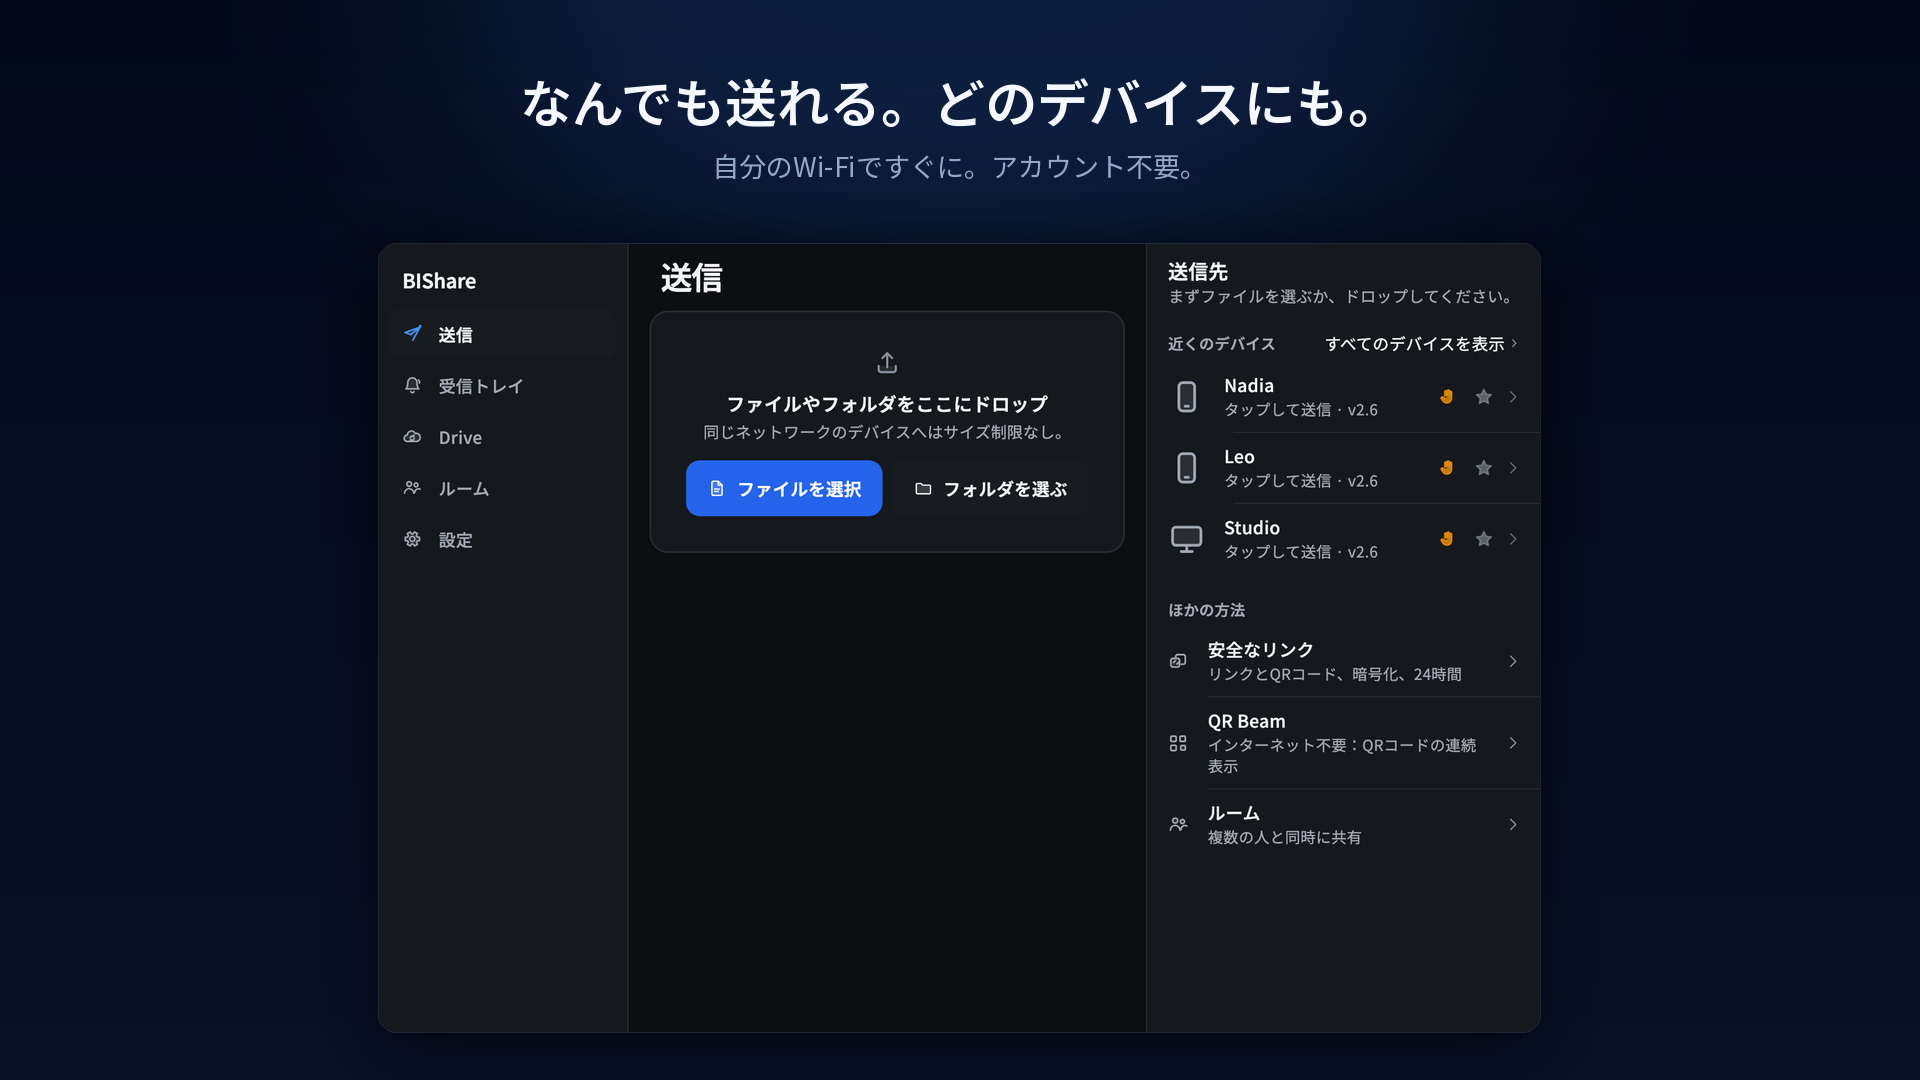 なんでも送れる。どのデバイスにも。
自分のWi-Fiですぐに。アカウント不要。
BIShare
送信
受信トレイ
Drive
ルーム
設定
送信
ファイルやフォルダをここにドロップ
同じネットワークのデバイスへはサイズ制限なし。
ファイルを選択
フォルダを選ぶ
送信先
まずファイルを選ぶか、ドロップしてください。
近くのデバイス
すべてのデバイスを表示
Nadia
タップして送信 · v2.6
Leo
タップして送信 · v2.6
Studio
タップして送信 · v2.6
ほかの方法
安全なリンク
リンクとQRコード、暗号化、24時間
QR Beam
インターネット不要：QRコードの連続
表示
ルーム
複数の人と同時に共有